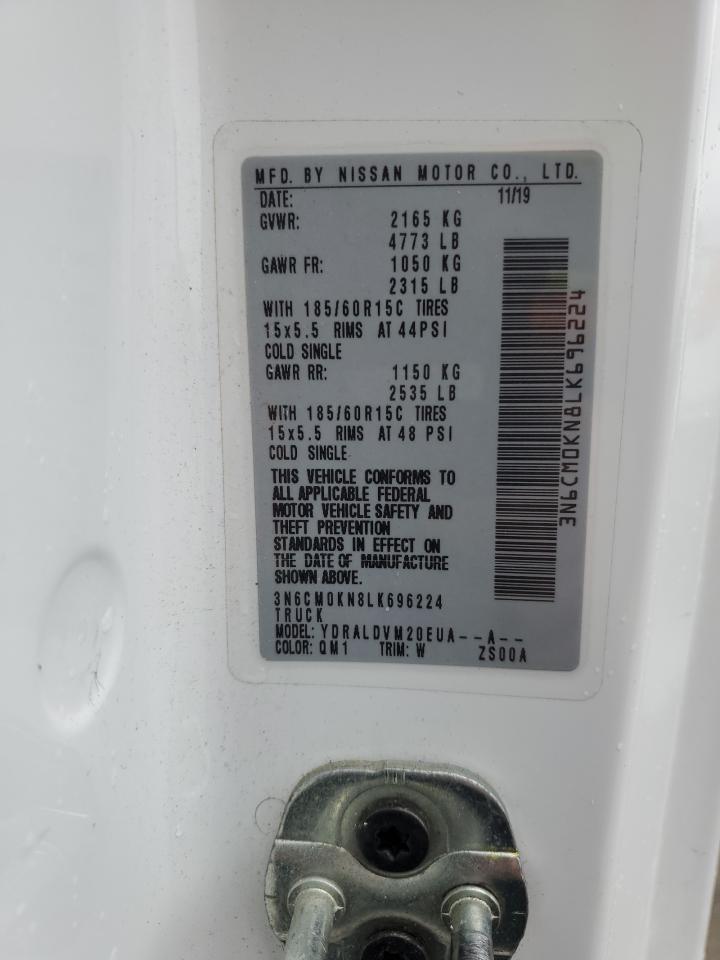 MFD. BY NISSAN MOTOR CO., LTD.
DATE: 11/19
GVWR: 2165 KG
4773 LB
GAWR FR: 1050 KG
2315 LB
WITH 185/60R15C TIRES
15x5.5 RIMS AT 44PSI
COLD SINGLE
GAWR RR: 1150 KG
2535 LB
WITH 185/60R15C TIRES
15x5.5 RIMS AT 48 PSI
COLD SINGLE
THIS VEHICLE CONFORMS TO
ALL APPLICABLE FEDERAL
MOTOR VEHICLE SAFETY AND
THEFT PREVENTION
STANDARDS IN EFFECT ON
THE DATE OF MANUFACTURE
SHOWN ABOVE.
3N6CM0KN8LK696224
TRUCK
MODEL: YDRALDVM20EUA--A--
COLOR: QM1 TRIM: W ZS00A
3N6CM0KN8LK696224